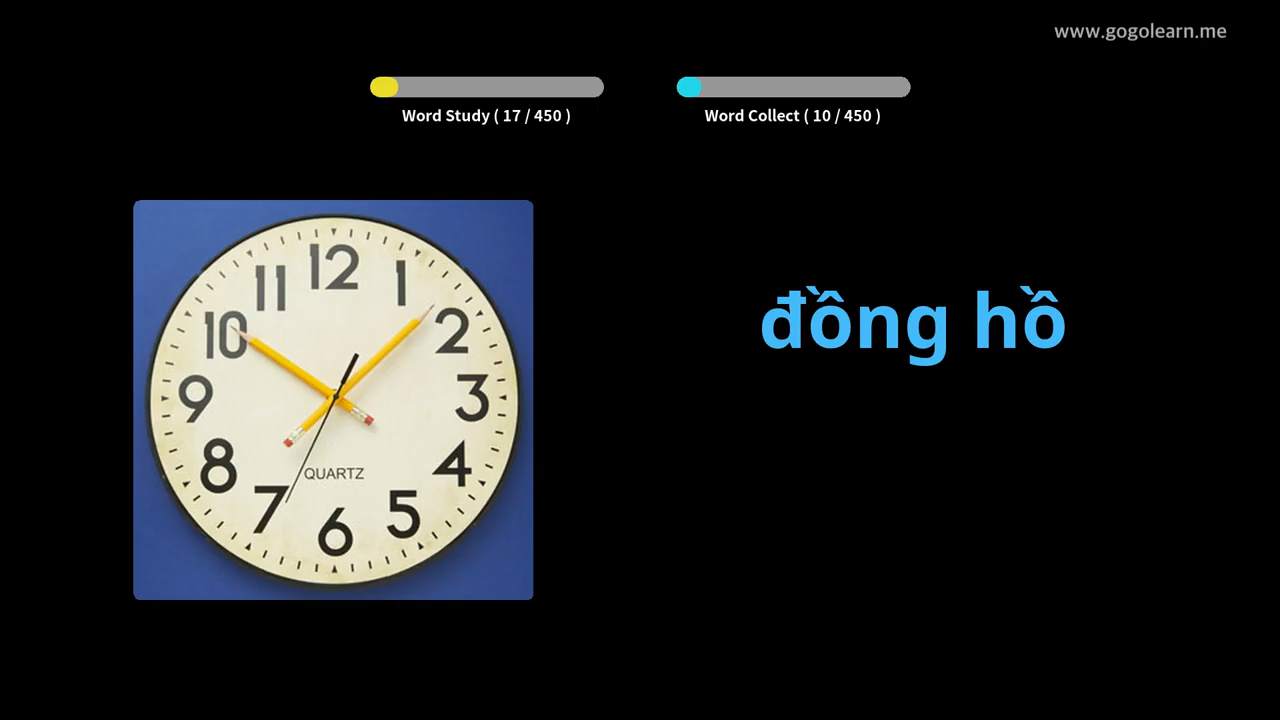 www.gogolearn.me
Word Study ( 17 / 450 )
Word Collect ( 10 / 450 )
12
11
1
10
2
9
3
8
4
QUARTZ
7
5
6
đồng hồ